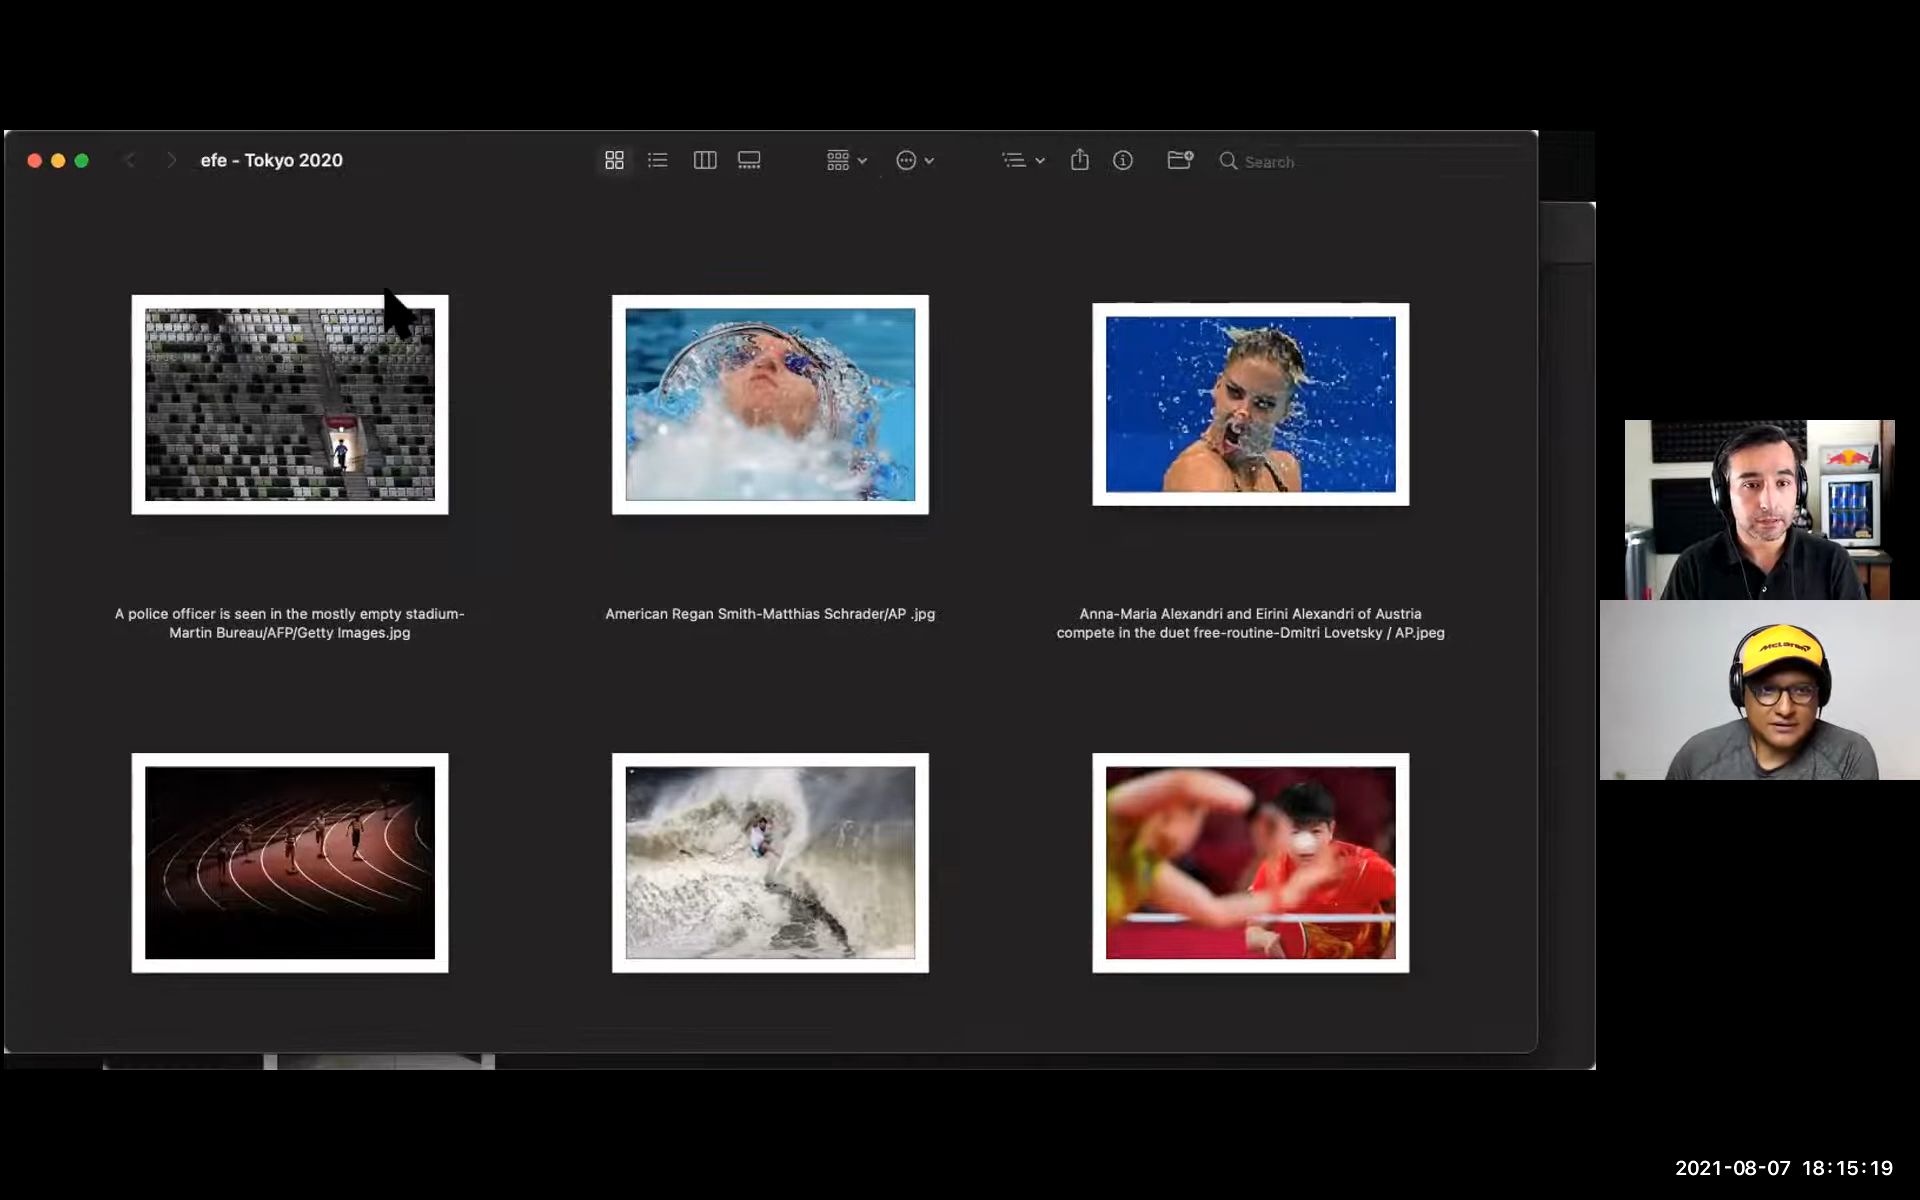 efe - Tokyo 2020
Search
A police officer is seen in the mostly empty stadium-
Martin Bureau/AFP/Getty Images.jpg
American Regan Smith-Matthias Schrader/AP .jpg
Anna-Maria Alexandri and Eirini Alexandri of Austria
compete in the duet free-routine-Dmitri Lovetsky / AP.jpeg
McLaren
2021-08-07 18:15:19